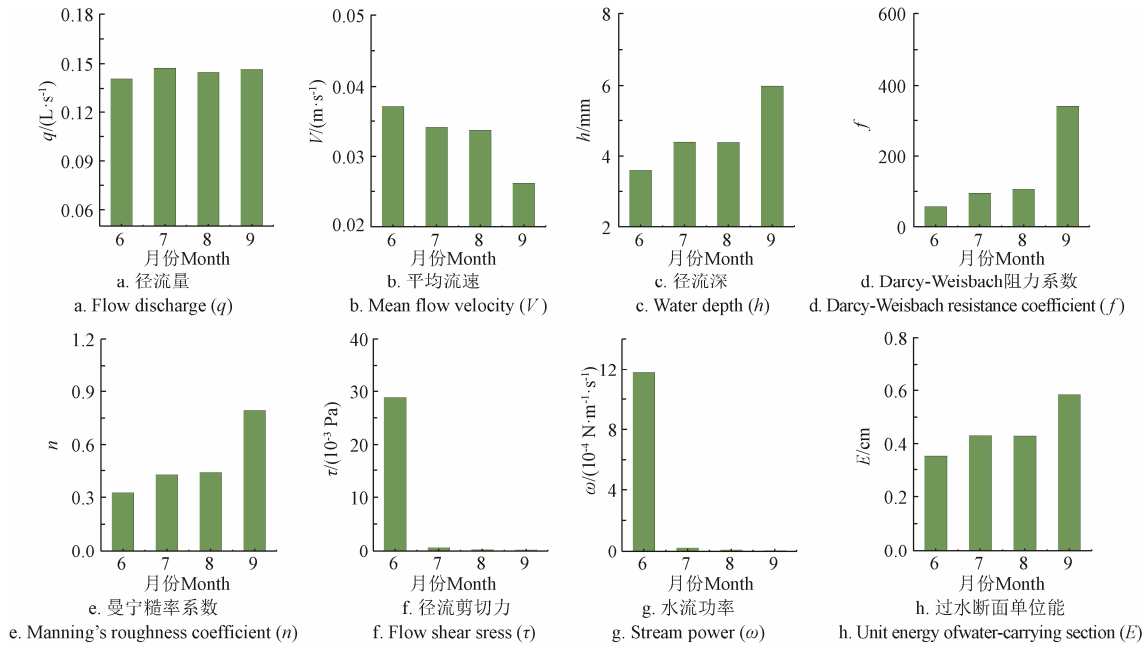 0.18
0.15
0.12
0.09
0.06
q/(L·s⁻¹)
6 7 8 9
月份Month
a. 径流量
a. Flow discharge (q)
0.05
0.04
0.03
0.02
V/(m·s⁻¹)
6 7 8 9
月份Month
b. 平均流速
b. Mean flow velocity (V)
8
6
4
2
h/mm
6 7 8 9
月份Month
c. 径流深
c. Water depth (h)
600
400
200
0
f
6 7 8 9
月份Month
d. Darcy-Weisbach阻力系数
d. Darcy-Weisbach resistance coefficient (f)
1.2
0.9
0.6
0.3
0.0
n
6 7 8 9
月份Month
e. 曼宁糙率系数
e. Manning’s roughness coefficient (n)
40
30
20
10
0
τ/(10⁻³ Pa)
6 7 8 9
月份Month
f. 径流剪切力
f. Flow shear sress (τ)
12
8
4
0
ω/(10⁻⁴ N·m⁻¹·s⁻¹)
6 7 8 9
月份Month
g. 水流功率
g. Stream power (ω)
0.8
0.6
0.4
0.2
0.0
E/cm
6 7 8 9
月份Month
h. 过水断面单位能
h. Unit energy ofwater-carrying section (E)